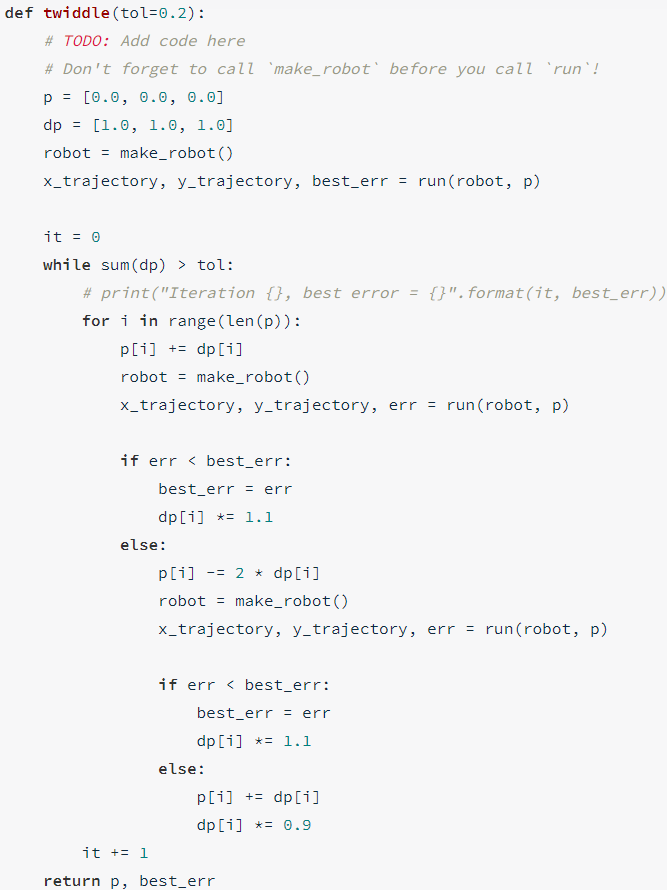 def twiddle(tol=0.2):
    # TODO: Add code here
    # Don't forget to call `make_robot` before you call `run`!
    p = [0.0, 0.0, 0.0]
    dp = [1.0, 1.0, 1.0]
    robot = make_robot()
    x_trajectory, y_trajectory, best_err = run(robot, p)

    it = 0
    while sum(dp) > tol:
        # print("Iteration {}, best error = {}".format(it, best_err))
        for i in range(len(p)):
            p[i] += dp[i]
            robot = make_robot()
            x_trajectory, y_trajectory, err = run(robot, p)

            if err < best_err:
                best_err = err
                dp[i] *= 1.1
            else:
                p[i] -= 2 * dp[i]
                robot = make_robot()
                x_trajectory, y_trajectory, err = run(robot, p)

                if err < best_err:
                    best_err = err
                    dp[i] *= 1.1
                else:
                    p[i] += dp[i]
                    dp[i] *= 0.9
        it += 1
    return p, best_err